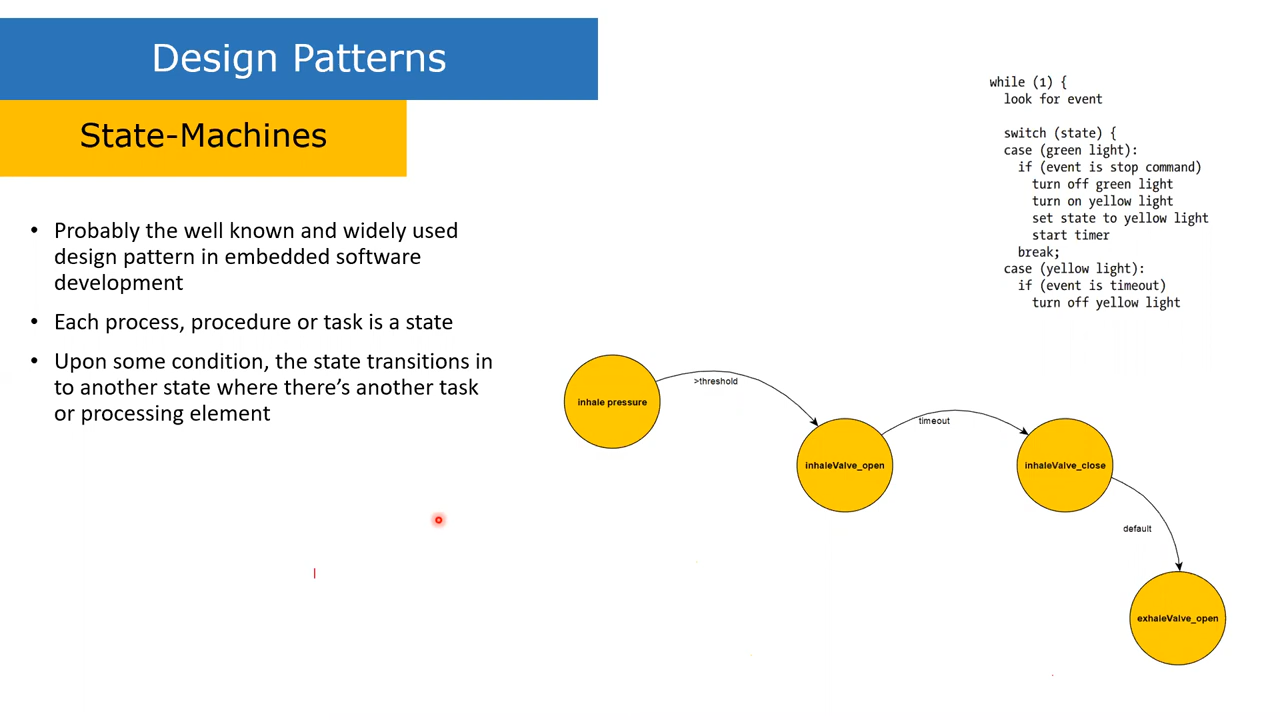 Design Patterns
State-Machines
• Probably the well known and widely used
design pattern in embedded software
development
• Each process, procedure or task is a state
• Upon some condition, the state transitions in
to another state where there’s another task
or processing element
while (1) {
look for event
switch (state) {
case (green light):
if (event is stop command)
turn off green light
turn on yellow light
set state to yellow light
start timer
break;
case (yellow light):
if (event is timeout)
turn off yellow light
inhale pressure
>threshold
inhaleValve_open
timeout
inhaleValve_close
default
exhaleValve_open